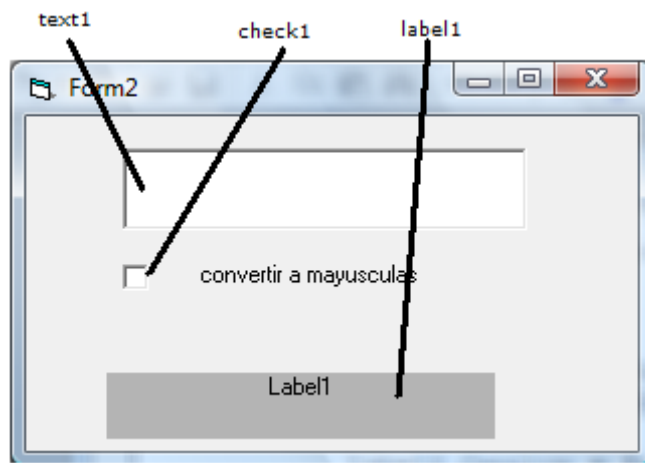 text1
check1
label1
Form2
convertir a mayusculas
Label1